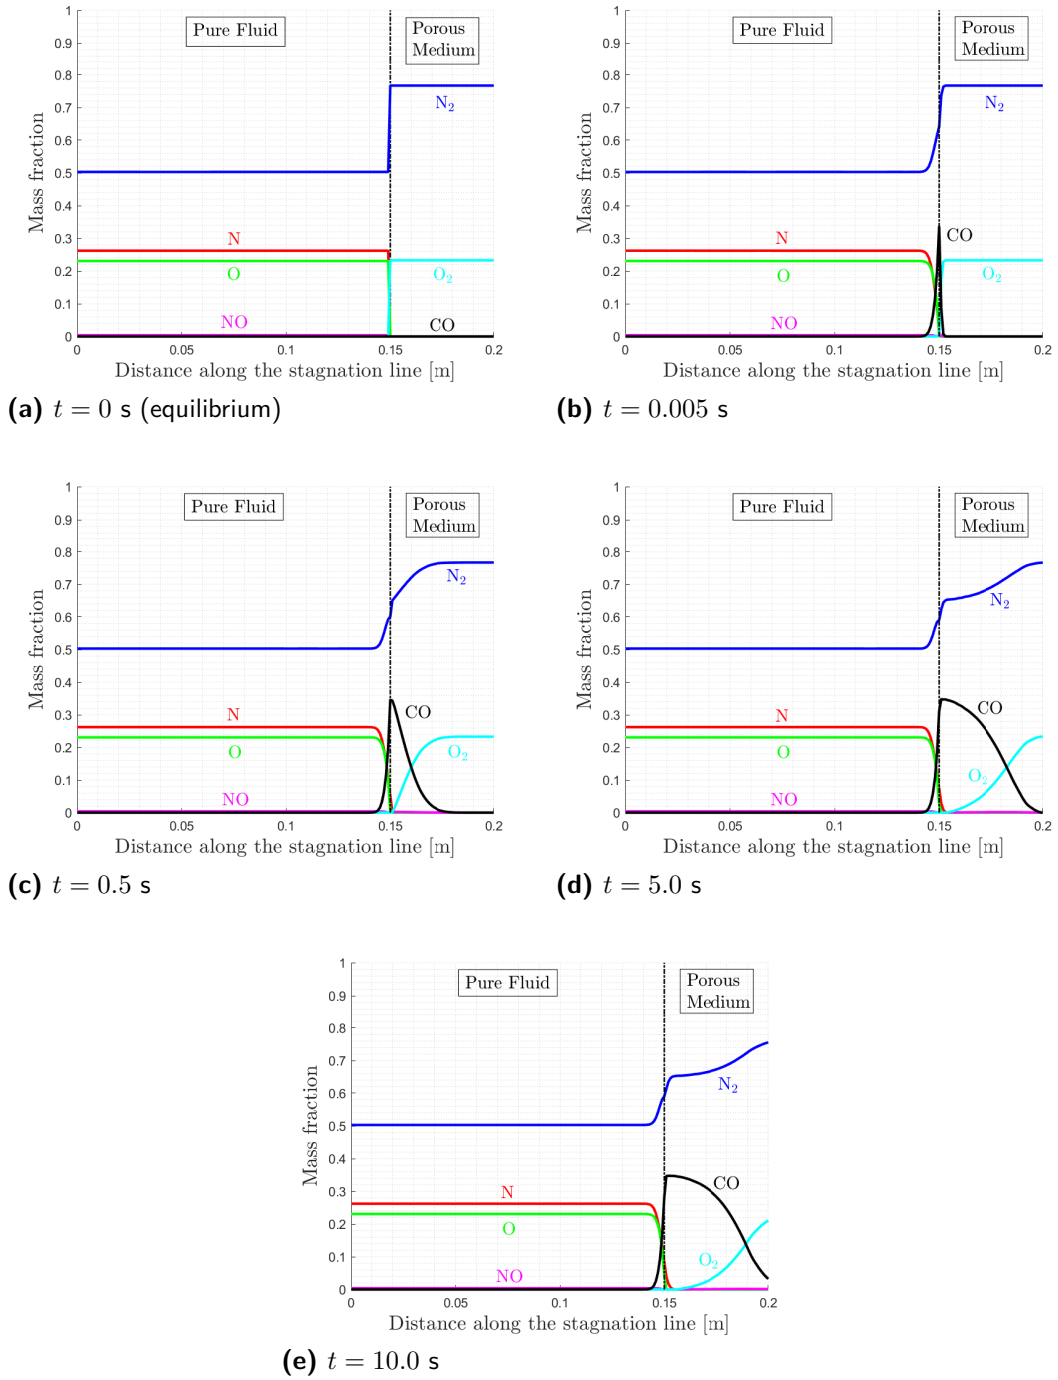 Pure Fluid
Porous
Medium
1
0.9
0.8
0.7
0.6
0.5
0.4
0.3
0.2
0.1
0
Mass fraction
N2
N
O
O2
NO
CO
0
0.05
0.1
0.15
0.2
Distance along the stagnation line [m]
(a) t = 0 s (equilibrium)
Pure Fluid
Porous
Medium
1
0.9
0.8
0.7
0.6
0.5
0.4
0.3
0.2
0.1
0
Mass fraction
N2
N
CO
O
O2
NO
0
0.05
0.1
0.15
0.2
Distance along the stagnation line [m]
(b) t = 0.005 s
Pure Fluid
Porous
Medium
1
0.9
0.8
0.7
0.6
0.5
0.4
0.3
0.2
0.1
0
Mass fraction
N2
N
CO
O
O2
NO
0
0.05
0.1
0.15
0.2
Distance along the stagnation line [m]
(c) t = 0.5 s
Pure Fluid
Porous
Medium
1
0.9
0.8
0.7
0.6
0.5
0.4
0.3
0.2
0.1
0
Mass fraction
N2
N
CO
O
O2
NO
0
0.05
0.1
0.15
0.2
Distance along the stagnation line [m]
(d) t = 5.0 s
Pure Fluid
Porous
Medium
1
0.9
0.8
0.7
0.6
0.5
0.4
0.3
0.2
0.1
0
Mass fraction
N2
N
CO
O
O2
NO
0
0.05
0.1
0.15
0.2
Distance along the stagnation line [m]
(e) t = 10.0 s